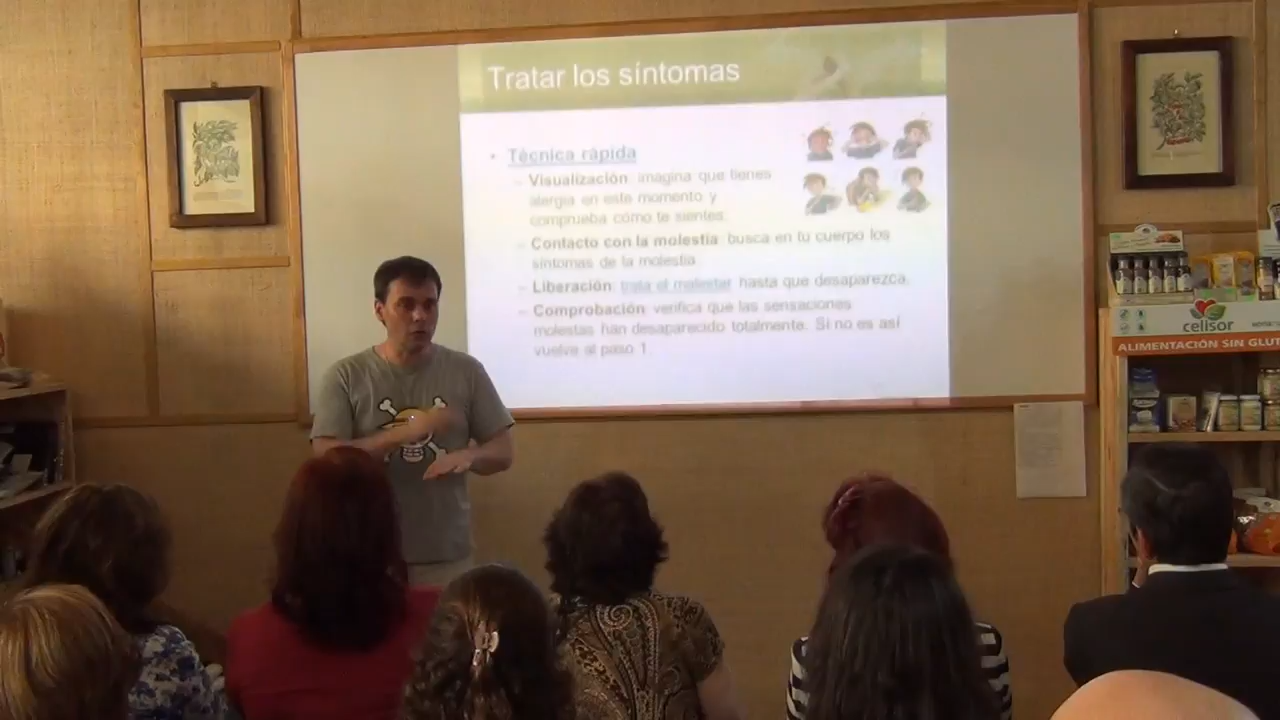 Tratar los síntomas
• Técnica rápida
– Visualización: imagina que tienes
alergia en este momento y
comprueba cómo te sientes.
– Contacto con la molestia: busca en tu cuerpo los
síntomas de la molestia
– Liberación: trata el malestar hasta que desaparezca.
– Comprobación: verifica que las sensaciones
molestas han desaparecido totalmente. Si no es así
vuelve al paso 1.
celisor
ALIMENTACIÓN SIN GLUT